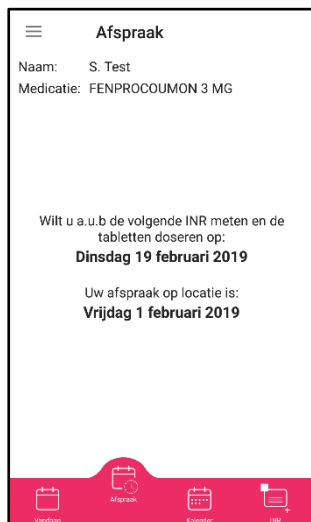 Afspraak
Naam: S. Test
Medicatie: FENPROCOUMON 3 MG
Wilt u a.u.b de volgende INR meten en de
tabletten doseren op:
Dinsdag 19 februari 2019
Uw afspraak op locatie is:
Vrijdag 1 februari 2019
Afspraak
Vandaag
Kalender
INR